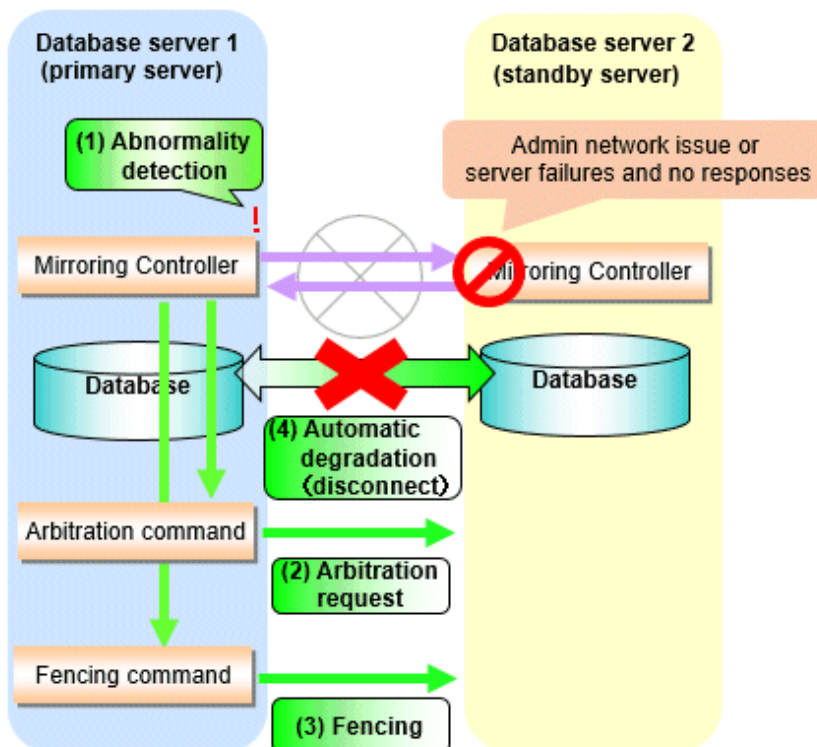 Database server 1
(primary server)
Database server 2
(standby server)
(1) Abnormality
detection
Admin network issue or
server failures and no responses
!
Mirroring Controller
Mirroring Controller
Database
Database
(4) Automatic
degradation
(disconnect)
Arbitration command
(2) Arbitration
request
Fencing command
(3) Fencing